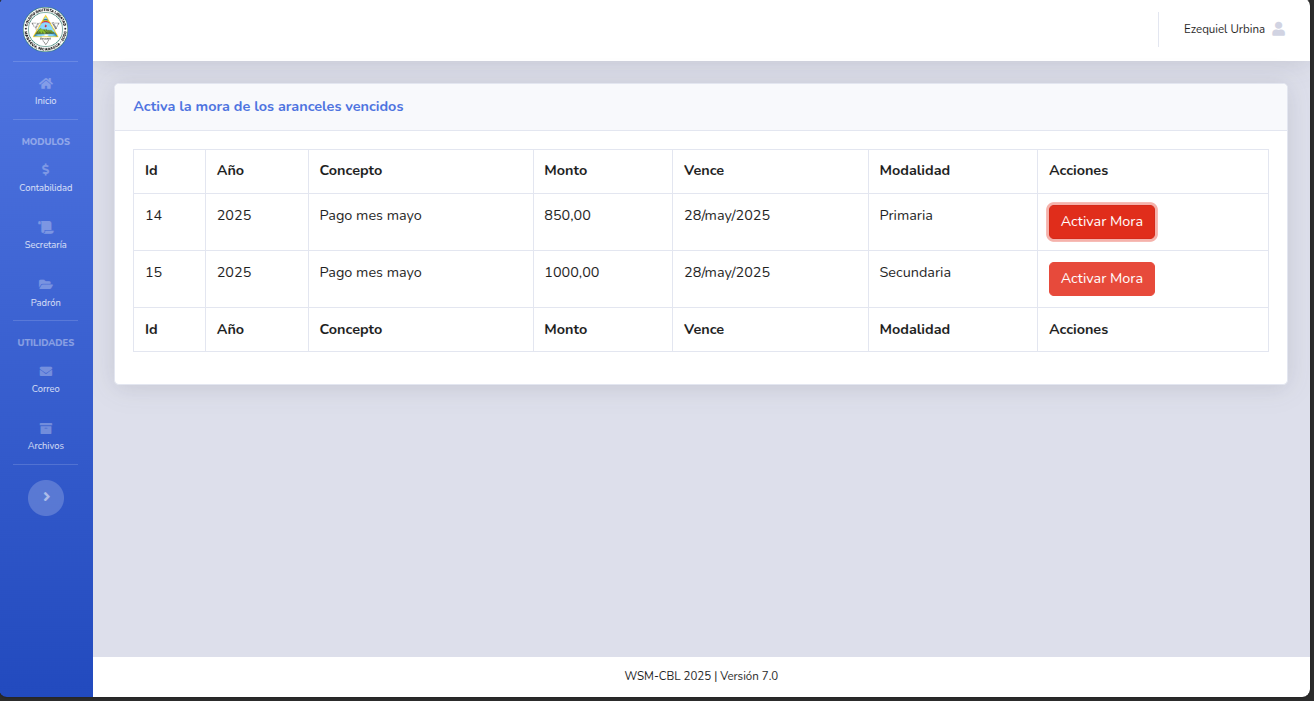 Ezequiel Urbina
Inicio
MODULOS
Contabilidad
Secretaría
Padrón
UTILIDADES
Correo
Archivos
Activa la mora de los aranceles vencidos
Id Año Concepto Monto Vence Modalidad Acciones
14 2025 Pago mes mayo 850,00 28/may/2025 Primaria Activar Mora
15 2025 Pago mes mayo 1000,00 28/may/2025 Secundaria Activar Mora
Id Año Concepto Monto Vence Modalidad Acciones
WSM-CBL 2025 | Versión 7.0